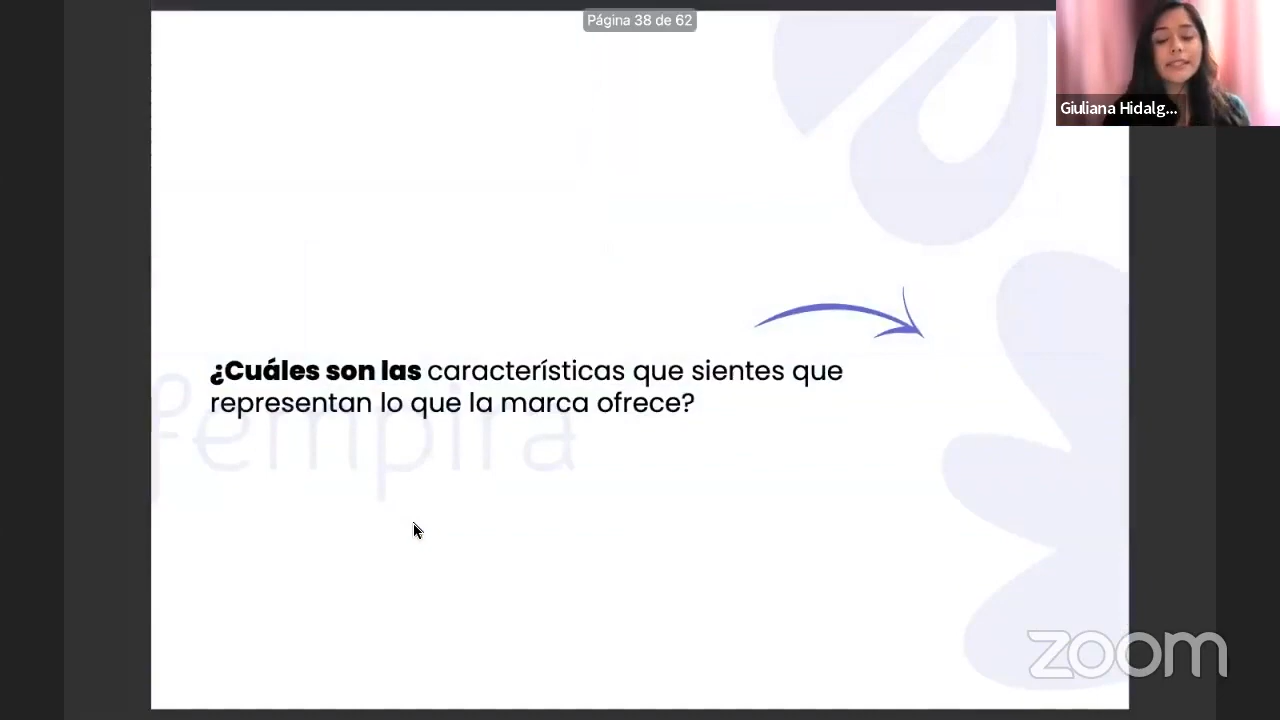 Página 38 de 62
Giuliana Hidalg...
¿Cuáles son las características que sientes que
representan lo que la marca ofrece?
fempira
zoom